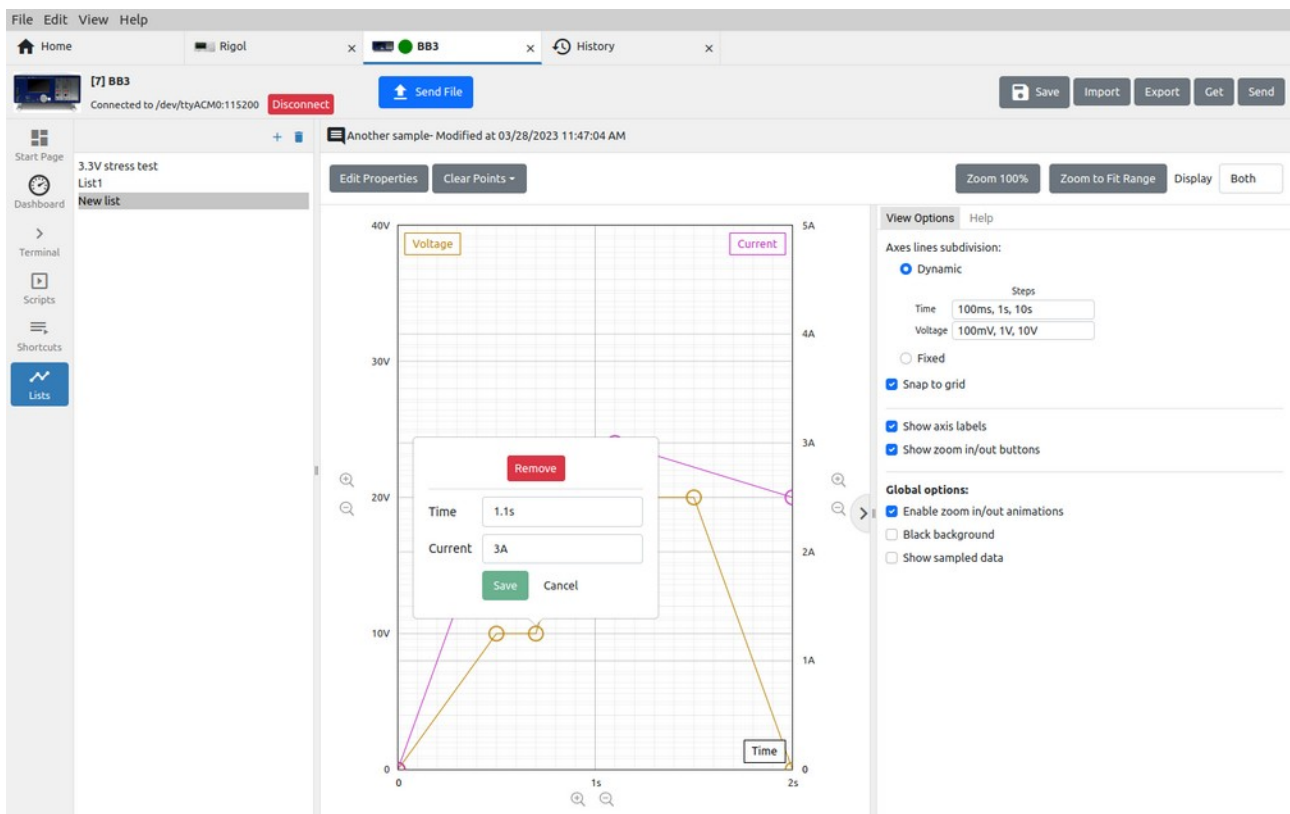 File Edit View Help
Home Rigol × BB3 × History ×
[7] BB3
Connected to /dev/ttyACM0:115200 Disconnect
Send File
Save Import Export Get Send
Start Page
Dashboard
Terminal
Scripts
Shortcuts
Lists
+
3.3V stress test
List1
New list
Another sample- Modified at 03/28/2023 11:47:04 AM
Edit Properties Clear Points
Zoom 100% Zoom to Fit Range Display Both
40V
30V
20V
10V
0
Voltage
Current
5A
4A
3A
2A
1A
0
Remove
Time 1.1s
Current 3A
Save Cancel
Time
0 1s 2s
View Options Help
Axes lines subdivision:
Dynamic
Steps
Time 100ms, 1s, 10s
Voltage 100mV, 1V, 10V
Fixed
Snap to grid
Show axis labels
Show zoom in/out buttons
Global options:
Enable zoom in/out animations
Black background
Show sampled data